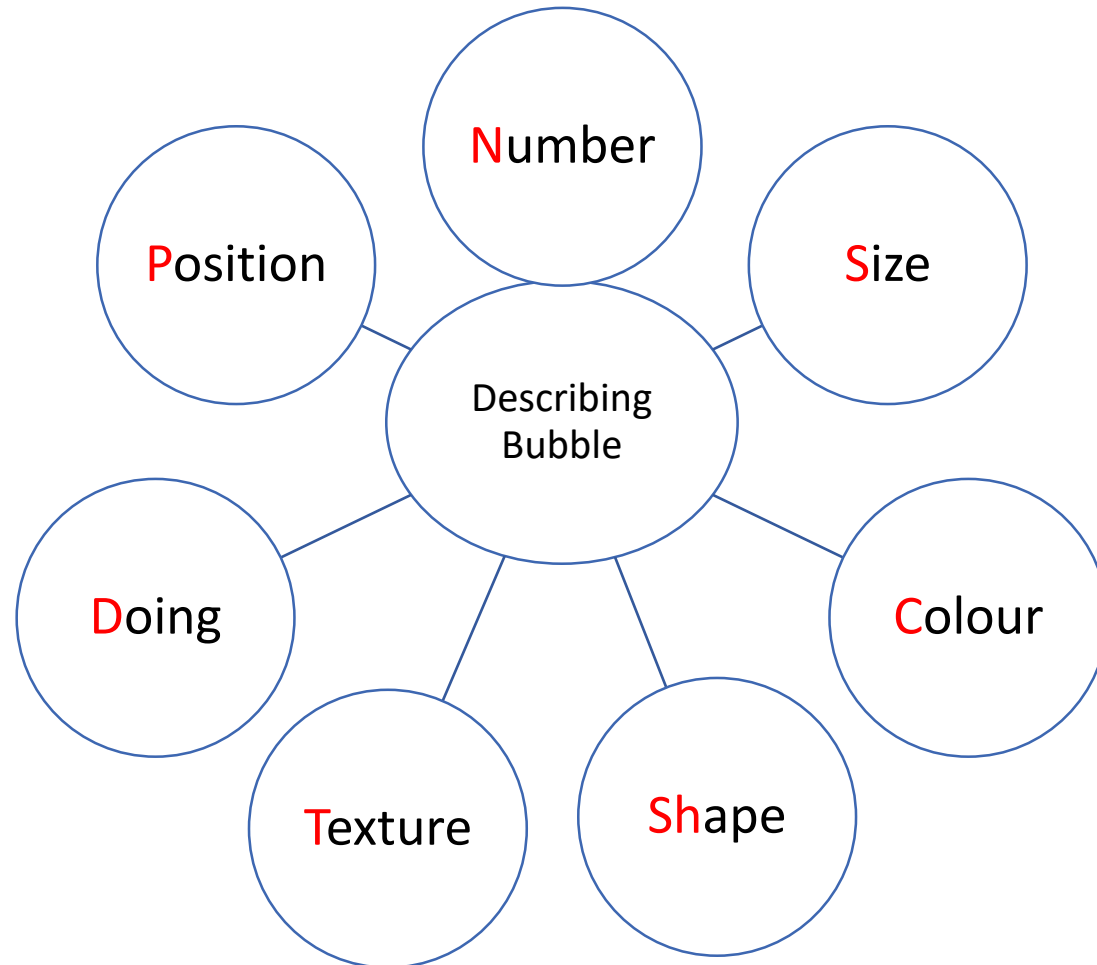 Number
Position
Size
Describing
Bubble
Doing
Colour
Texture
Shape